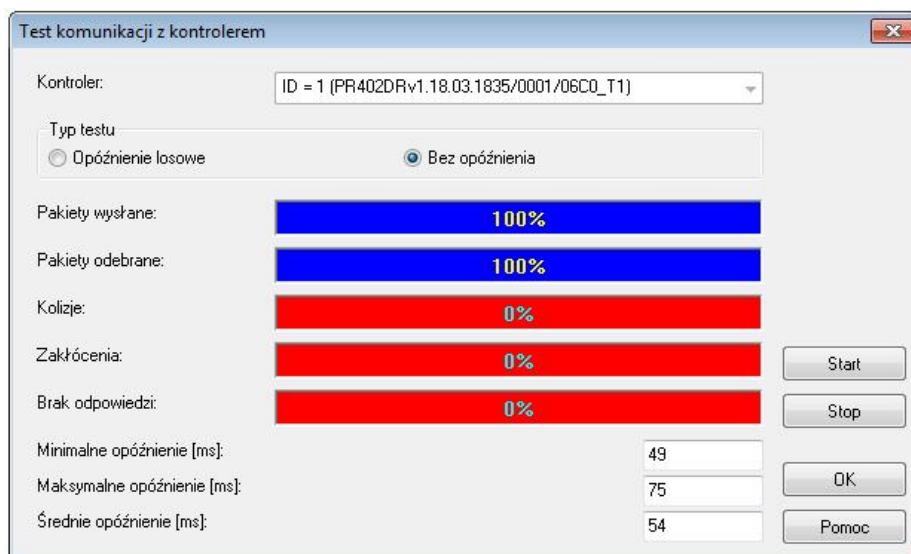 Test komunikacji z kontrolerem
Kontroler: ID = 1 (PR402DRv1.18.03.1835/0001/06C0_T1)
Typ testu
Opóźnienie losowe Bez opóźnienia
Pakiety wysłane: 100%
Pakiety odebrane: 100%
Kolizje: 0%
Zakłócenia: 0% Start
Brak odpowiedzi: 0% Stop
Minimalne opóźnienie [ms]: 49
Maksymalne opóźnienie [ms]: 75 OK
Średnie opóźnienie [ms]: 54 Pomoc